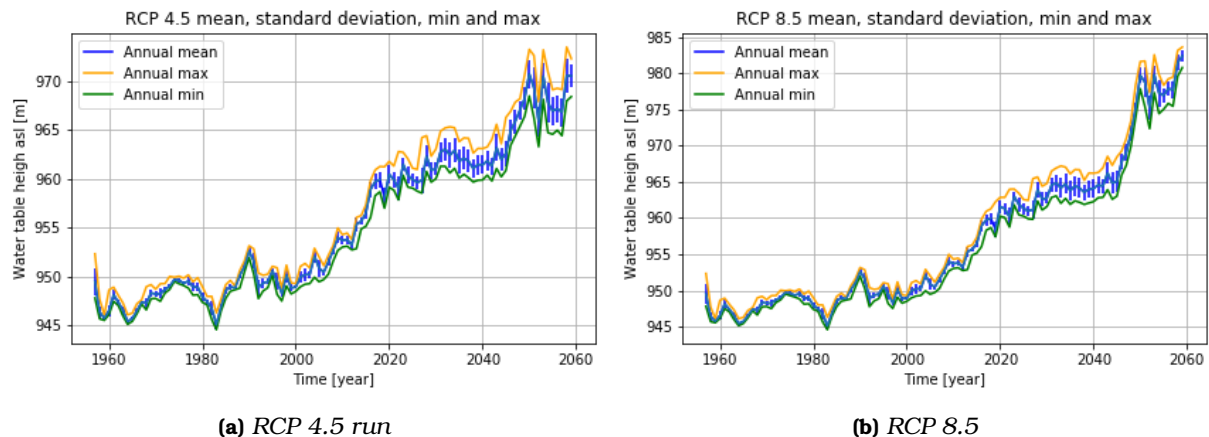 RCP 4.5 mean, standard deviation, min and max
Annual mean
Annual max
Annual min
Water table heigh asl [m]
970
965
960
955
950
945
1960 1980 2000 2020 2040 2060
Time [year]
(a) RCP 4.5 run
RCP 8.5 mean, standard deviation, min and max
Annual mean
Annual max
Annual min
Water table heigh asl [m]
985
980
975
970
965
960
955
950
945
1960 1980 2000 2020 2040 2060
Time [year]
(b) RCP 8.5